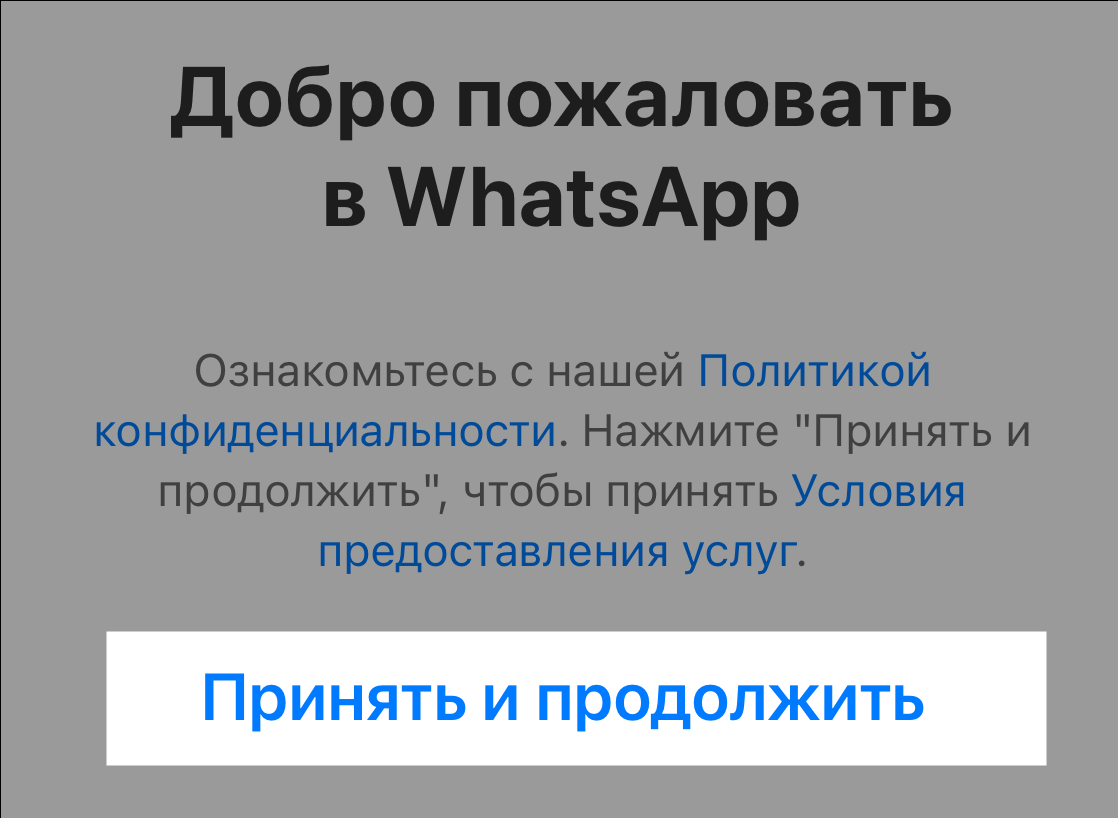 Добро пожаловать
в WhatsApp
Ознакомьтесь с нашей Политикой
конфиденциальности. Нажмите "Принять и
продолжить", чтобы принять Условия
предоставления услуг.
Принять и продолжить